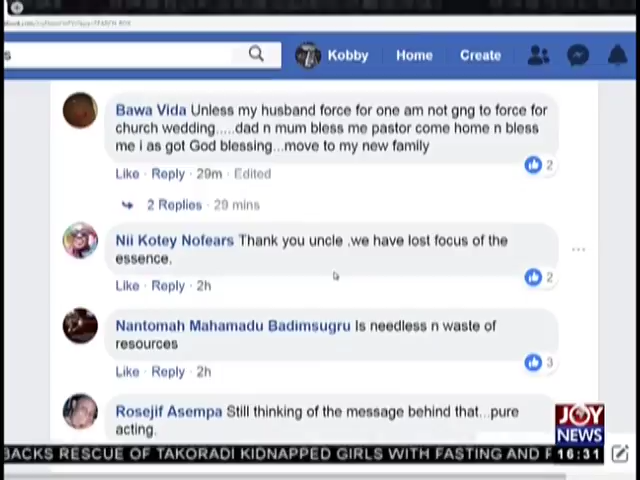 s
Kobby
Home
Create
Bawa Vida Unless my husband force for one am not gng to force for
church wedding.....dad n mum bless me pastor come home n bless
me i as got God blessing...move to my new family
2
Like · Reply · 29m · Edited
2 Replies · 29 mins
Nii Kotey Nofears Thank you uncle .we have lost focus of the
essence.
2
Like · Reply · 2h
Nantomah Mahamadu Badimsugru Is needless n waste of
resources
3
Like · Reply · 2h
Rosejif Asempa Still thinking of the message behind that...pure
acting.
JOY
NEWS
16:31
BACKS RESCUE OF TAKORADI KIDNAPPED GIRLS WITH FASTING AND